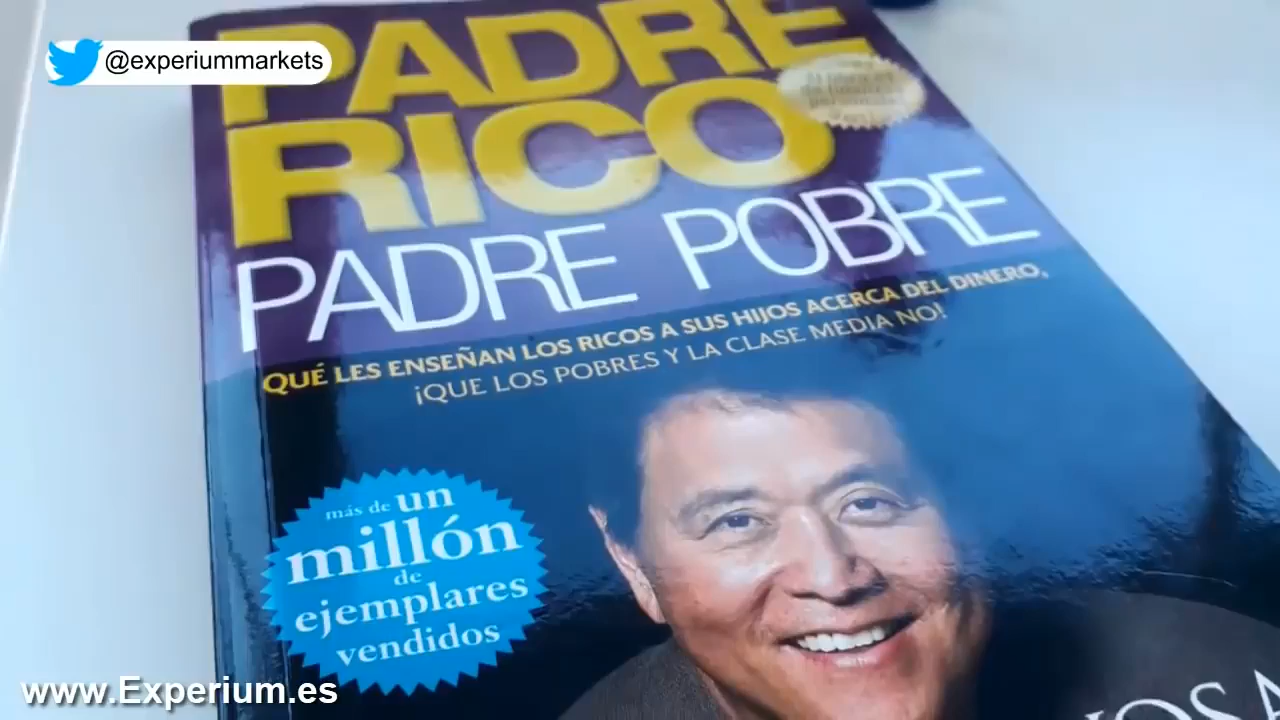 @experiummarkets
PADRE
RICO
PADRE POBRE
QUÉ LES ENSEÑAN LOS RICOS A SUS HIJOS ACERCA DEL DINERO,
¡QUE LOS POBRES Y LA CLASE MEDIA NO!
más de un
millón
de
ejemplares
vendidos
www.Experium.es